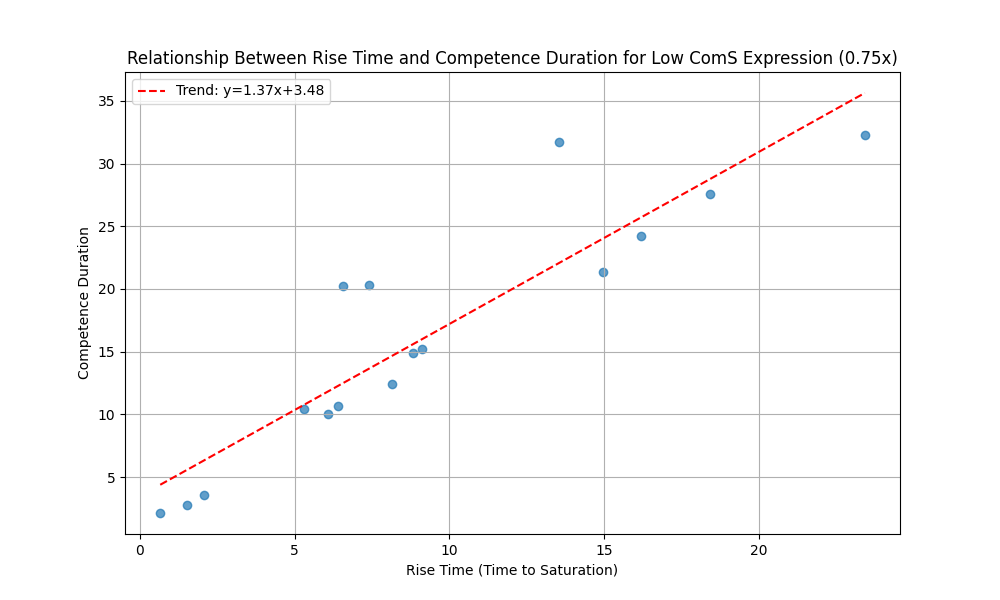 Relationship Between Rise Time and Competence Duration for Low ComS Expression (0.75x)
Trend: y=1.37x+3.48
35
30
25
20
15
10
5
Competence Duration
0 5 10 15 20
Rise Time (Time to Saturation)